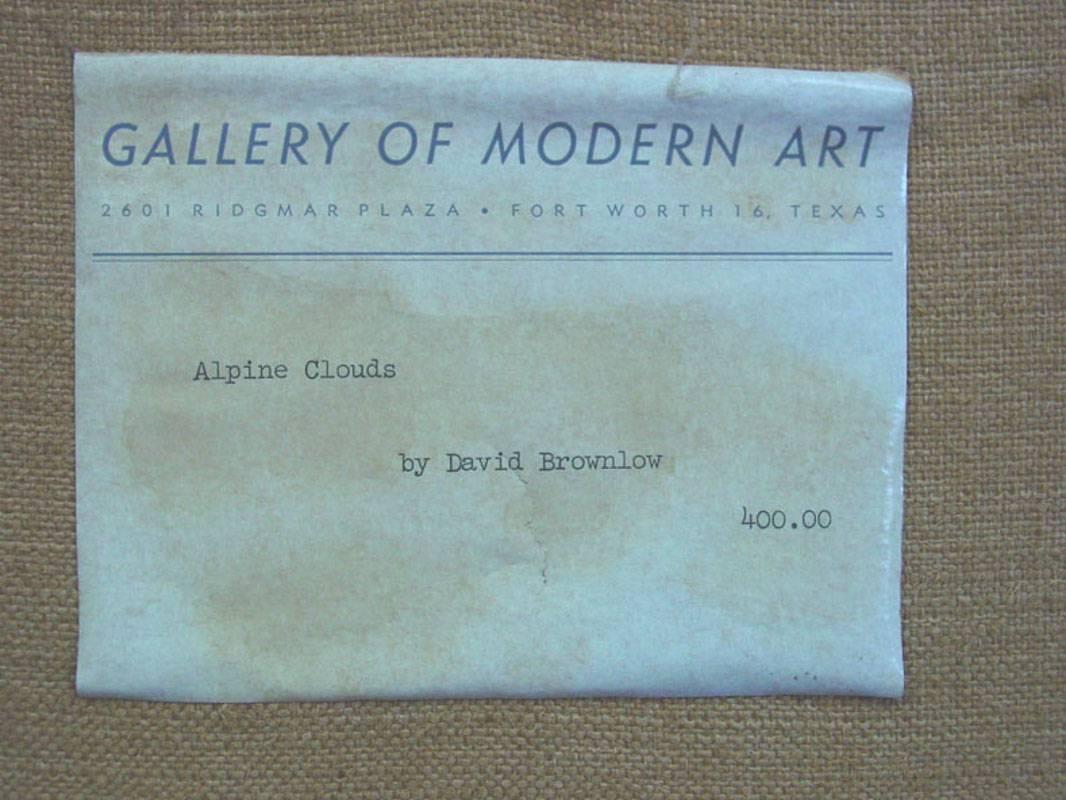 GALLERY OF MODERN ART
2601 RIDGMAR PLAZA • FORT WORTH 16, TEXAS
Alpine Clouds
by David Brownlow
400.00